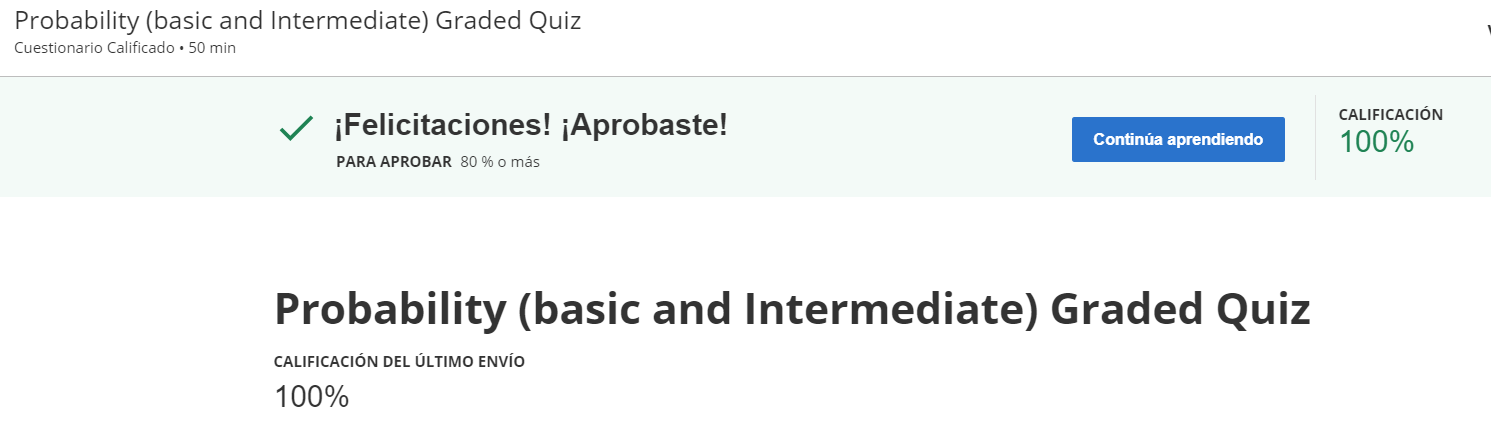 Probability (basic and Intermediate) Graded Quiz
Cuestionario Calificado • 50 min
¡Felicitaciones! ¡Aprobaste!
PARA APROBAR 80 % o más
Continúa aprendiendo
CALIFICACIÓN
100%
Probability (basic and Intermediate) Graded Quiz
CALIFICACIÓN DEL ÚLTIMO ENVÍO
100%